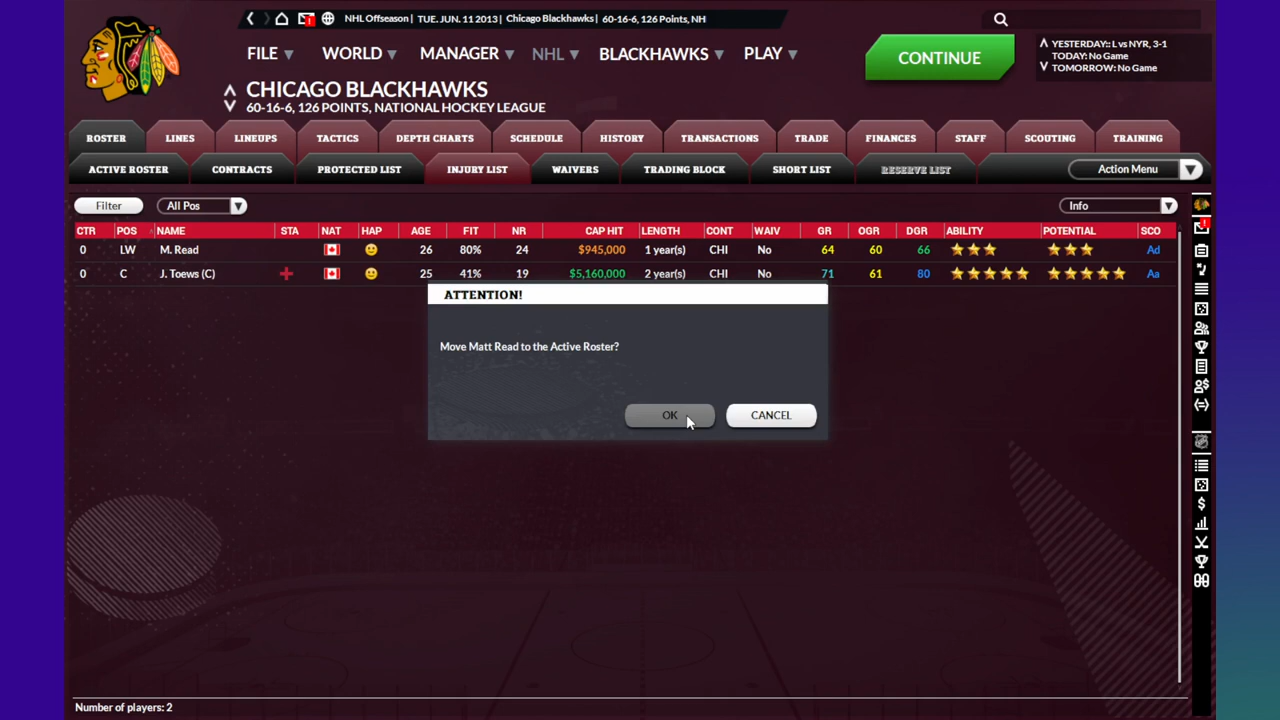 NHL Offseason | TUE. JUN. 11 2013 | Chicago Blackhawks | 60-16-6, 126 Points, NH
FILE WORLD MANAGER NHL BLACKHAWKS PLAY
CONTINUE
YESTERDAY:: L vs NYR, 3-1
TODAY: No Game
TOMORROW: No Game
CHICAGO BLACKHAWKS
60-16-6, 126 POINTS, NATIONAL HOCKEY LEAGUE
ROSTER LINES LINEUPS TACTICS DEPTH CHARTS SCHEDULE HISTORY TRANSACTIONS TRADE FINANCES STAFF SCOUTING TRAINING
ACTIVE ROSTER CONTRACTS PROTECTED LIST INJURY LIST WAIVERS TRADING BLOCK SHORT LIST RESERVE LIST Action Menu
Filter All Pos Info
CTR POS NAME STA NAT HAP AGE FIT NR CAP HIT LENGTH CONT WAIV GR OGR DGR ABILITY POTENTIAL SCO
0 LW M. Read 26 80% 24 $945,000 1 year(s) CHI No 64 60 66 Ad
0 C J. Toews (C) 25 41% 19 $5,160,000 2 year(s) CHI No 71 61 80 Aa
ATTENTION!
Move Matt Read to the Active Roster?
OK CANCEL
Number of players: 2